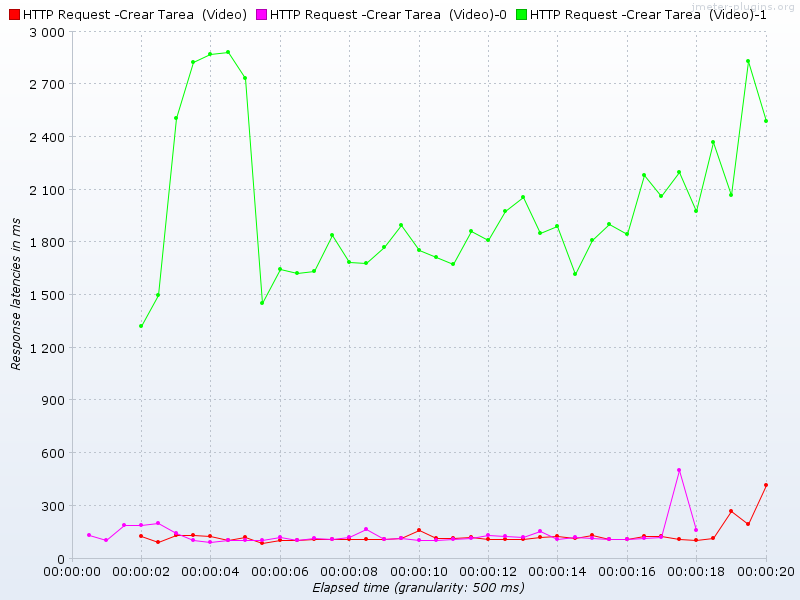 jmeter-plugins.org
HTTP Request -Crear Tarea (Video) HTTP Request -Crear Tarea (Video)-0 HTTP Request -Crear Tarea (Video)-1
3 000
2 700
2 400
2 100
1 800
1 500
1 200
900
600
300
0
Response latencies in ms
00:00:00 00:00:02 00:00:04 00:00:06 00:00:08 00:00:10 00:00:12 00:00:14 00:00:16 00:00:18 00:00:20
Elapsed time (granularity: 500 ms)